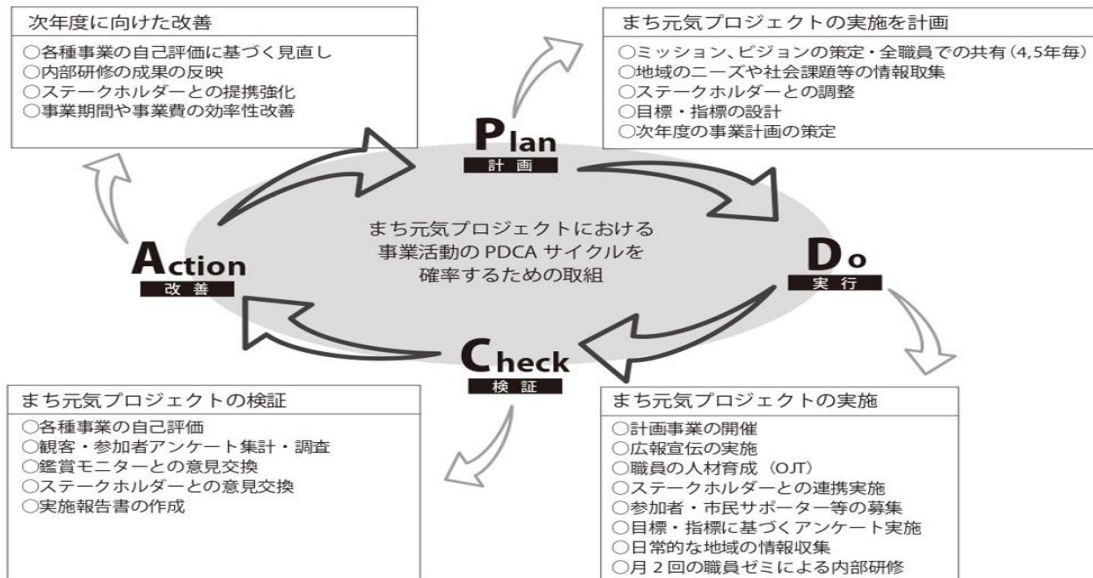 次年度に向けた改善
○各種事業の自己評価に基づく見直し
○内部研修の成果の反映
○ステークホルダーとの提携強化
○事業期間や事業費の効率性改善
まち元気プロジェクトの実施を計画
○ミッション、ビジョンの策定・全職員での共有(4,5年毎)
○地域のニーズや社会課題等の情報取集
○ステークホルダーとの調整
○目標・指標の設計
○次年度の事業計画の策定
Plan
計画
まち元気プロジェクトにおける
事業活動の PDCA サイクルを
確率するための取組
Action
改善
Do
実行
Check
検証
まち元気プロジェクトの検証
○各種事業の自己評価
○観客・参加者アンケート集計・調査
○鑑賞モニターとの意見交換
○ステークホルダーとの意見交換
○実施報告書の作成
まち元気プロジェクトの実施
○計画事業の開催
○広報宣伝の実施
○職員の人材育成(OJT)
○ステークホルダーとの連携実施
○参加者・市民サポーター等の募集
○目標・指標に基づくアンケート実施
○日常的な地域の情報収集
○月2回の職員ゼミによる内部研修